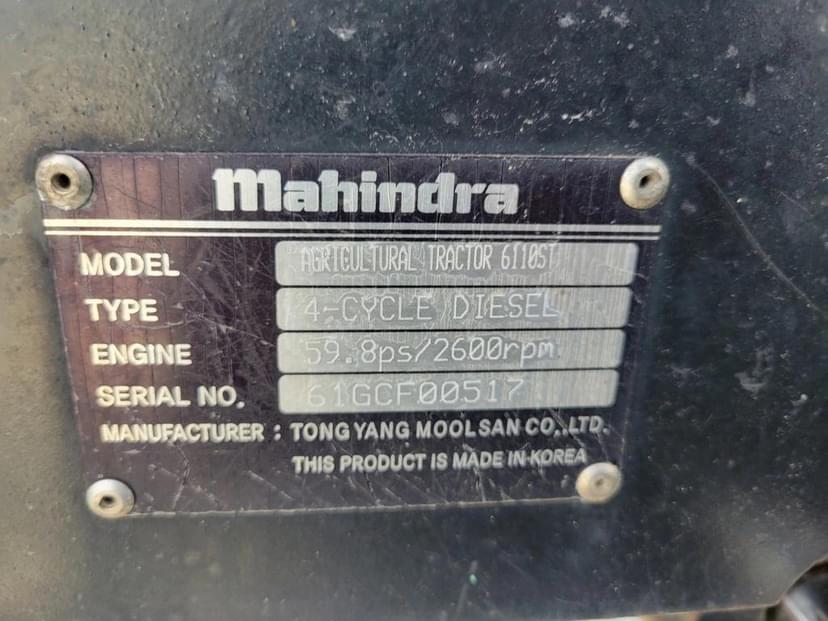 mahindra
MODEL AGRICULTURAL TRACTOR 6110ST
TYPE 4-CYCLE DIESEL
ENGINE 59.8ps/2600rpm
SERIAL NO. 61GCF00517
MANUFACTURER : TONG YANG MOOLSAN CO,.LTD.
THIS PRODUCT IS MADE IN KOREA